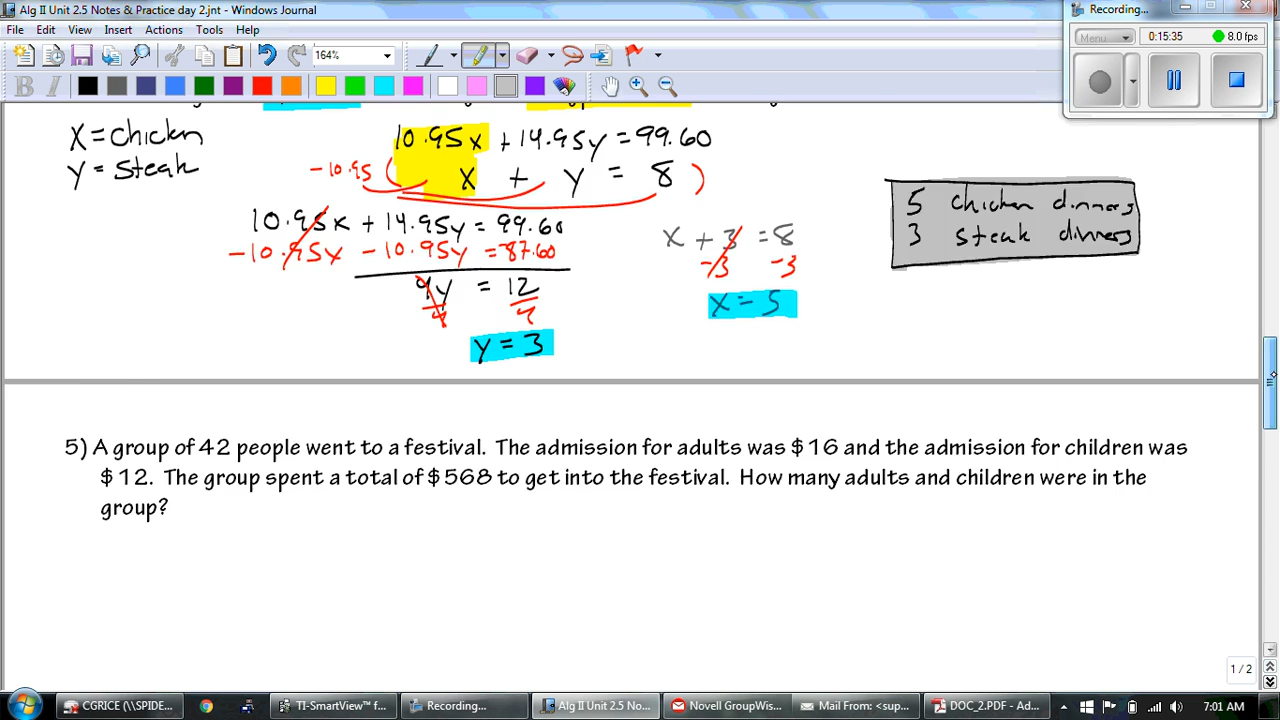 Alg II Unit 2.5 Notes & Practice day 2.jnt - Windows Journal
Recording...
File Edit View Insert Actions Tools Help
Menu 0:15:35 8.0 fps
164%
B I
X = chicken
y = steak
10.95x + 14.95y = 99.60
-10.95 ( x + y = 8 )
10.95x + 14.95y = 99.60
-10.95x - 10.95y = -87.60
4y = 12
4 4
y = 3
x + 3 = 8
-3 -3
x = 5
5 chicken dinners
3 steak dinners
5) A group of 42 people went to a festival. The admission for adults was $16 and the admission for children was
$12. The group spent a total of $568 to get into the festival. How many adults and children were in the
group?
1 / 2
CGRICE (\\SPIDE...
TI-SmartView™ f...
Recording...
Alg II Unit 2.5 No...
Novell GroupWis...
Mail From: <sup...
DOC_2.PDF - Ad...
7:01 AM